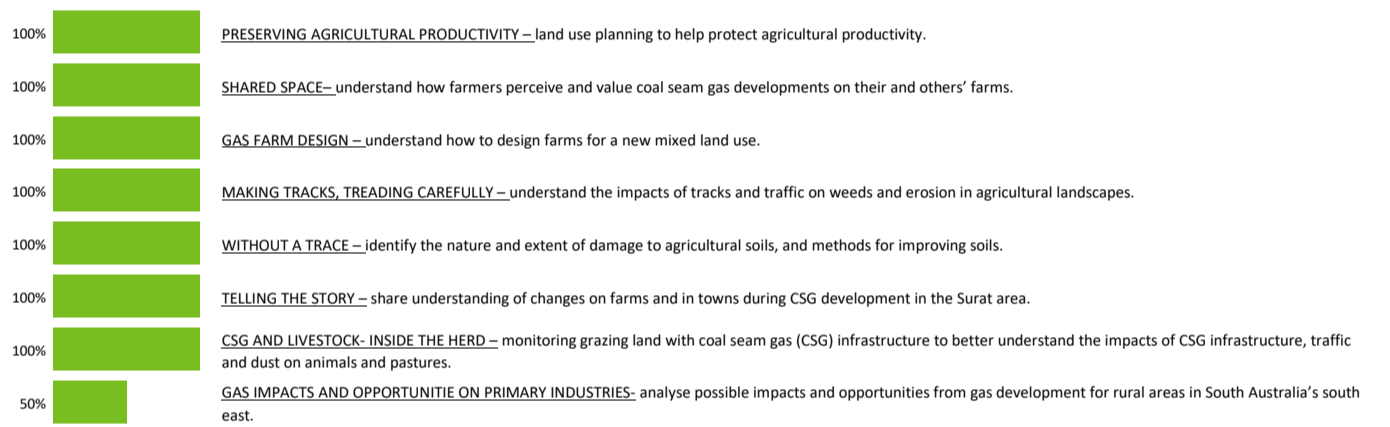 100% PRESERVING AGRICULTURAL PRODUCTIVITY – land use planning to help protect agricultural productivity.
100% SHARED SPACE– understand how farmers perceive and value coal seam gas developments on their and others’ farms.
100% GAS FARM DESIGN – understand how to design farms for a new mixed land use.
100% MAKING TRACKS, TREADING CAREFULLY – understand the impacts of tracks and traffic on weeds and erosion in agricultural landscapes.
100% WITHOUT A TRACE – identify the nature and extent of damage to agricultural soils, and methods for improving soils.
100% TELLING THE STORY – share understanding of changes on farms and in towns during CSG development in the Surat area.
100% CSG AND LIVESTOCK- INSIDE THE HERD – monitoring grazing land with coal seam gas (CSG) infrastructure to better understand the impacts of CSG infrastructure, traffic
and dust on animals and pastures.
50% GAS IMPACTS AND OPPORTUNITIE ON PRIMARY INDUSTRIES- analyse possible impacts and opportunities from gas development for rural areas in South Australia’s south
east.